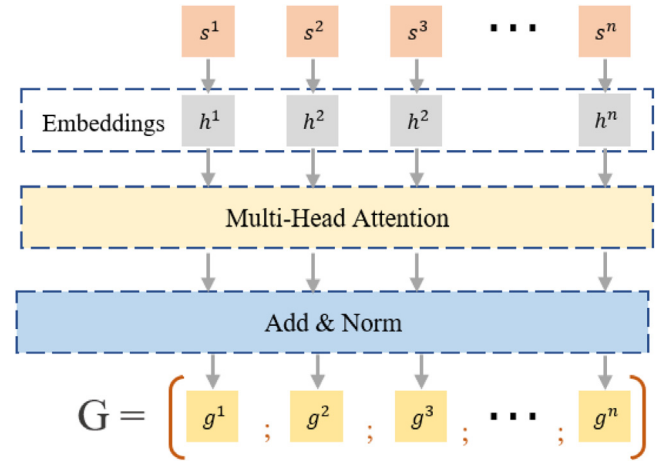 s¹ s² s³ ⋯ sⁿ
Embeddings h¹ h² h² hⁿ
Multi-Head Attention
Add & Norm
G = ( g¹ ; g² ; g³ ; ⋯ ; gⁿ )